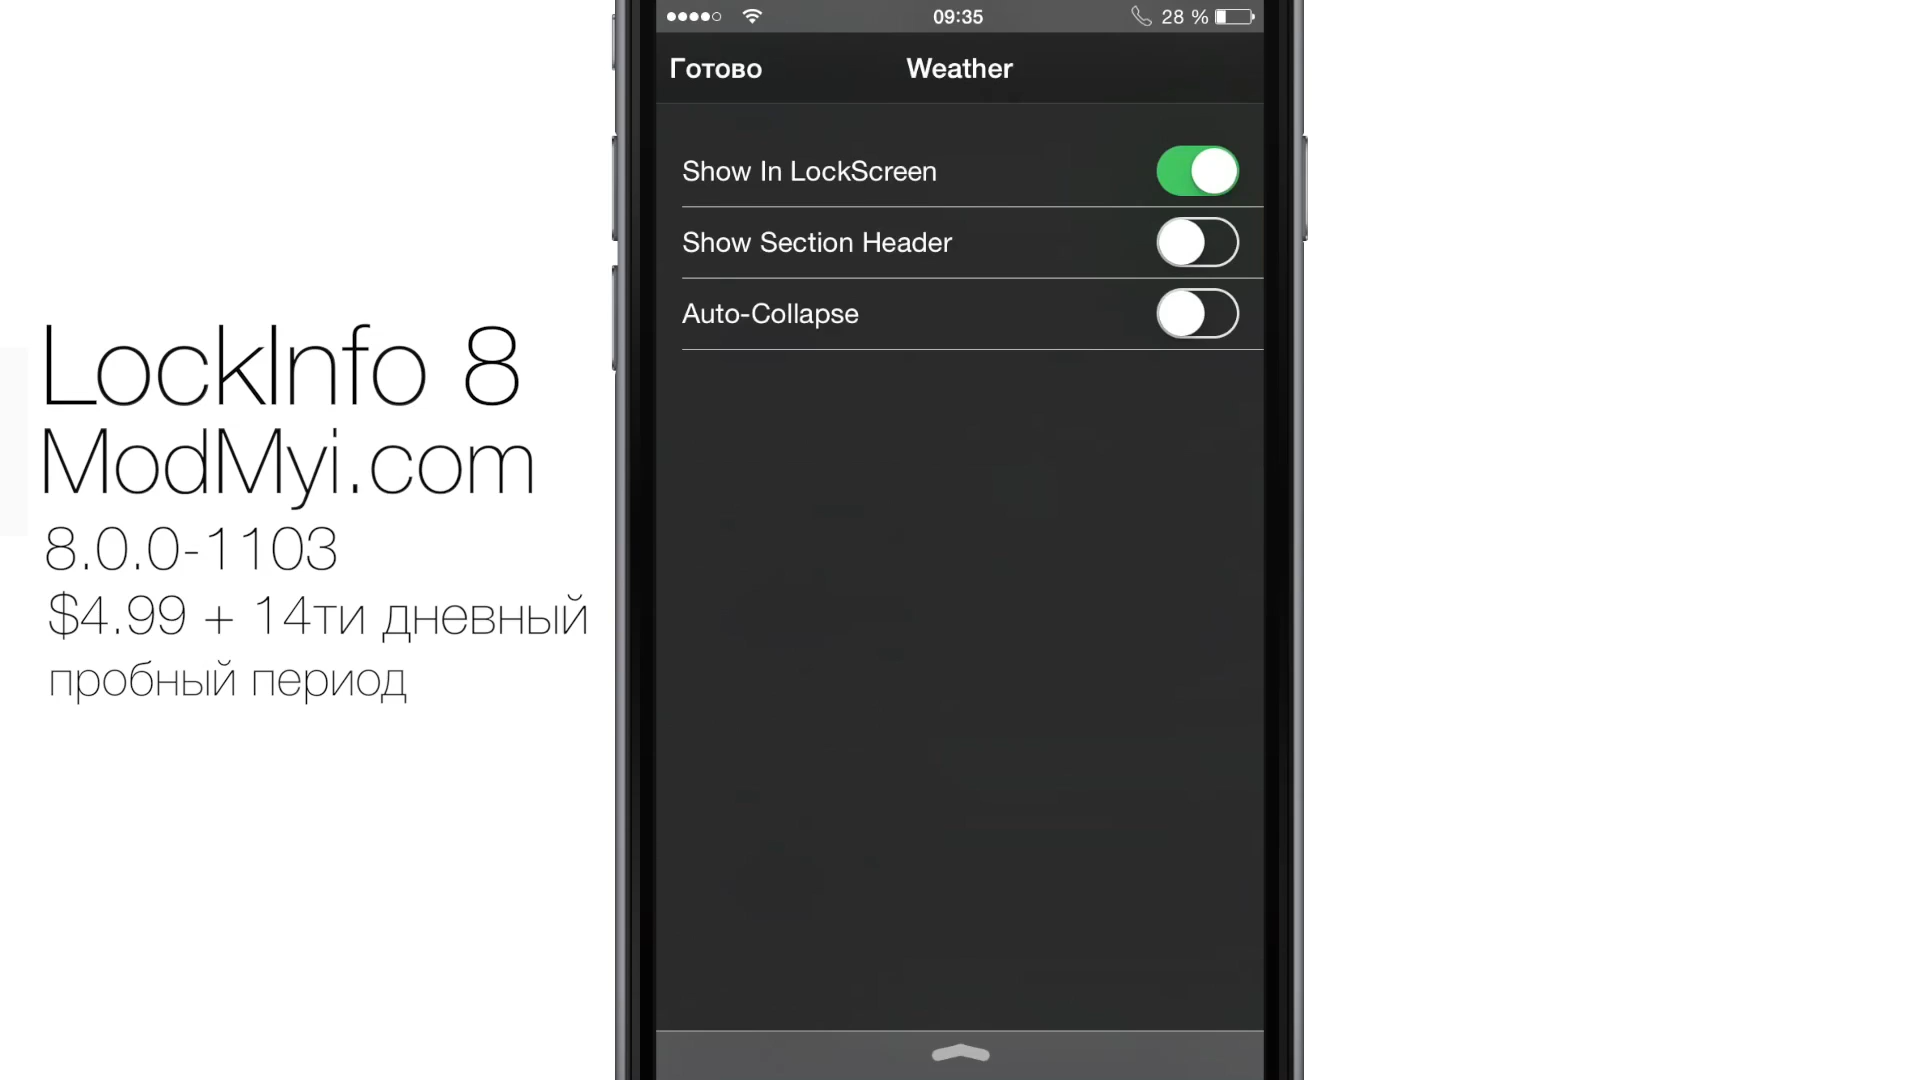 LockInfo 8
ModMyi.com
8.0.0-1103
$4.99 + 14ти дневный
пробный период
09:35
28 %
Готово
Weather
Show In LockScreen
Show Section Header
Auto-Collapse